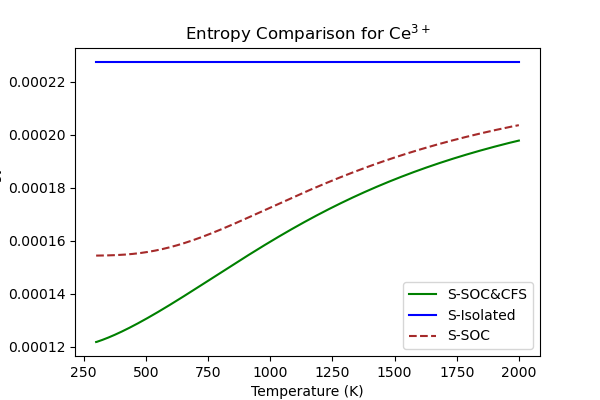 Entropy Comparison for Ce³⁺
0.00022
0.00020
0.00018
0.00016
0.00014
0.00012
S-SOC&CFS
S-Isolated
S-SOC
250 500 750 1000 1250 1500 1750 2000
Temperature (K)